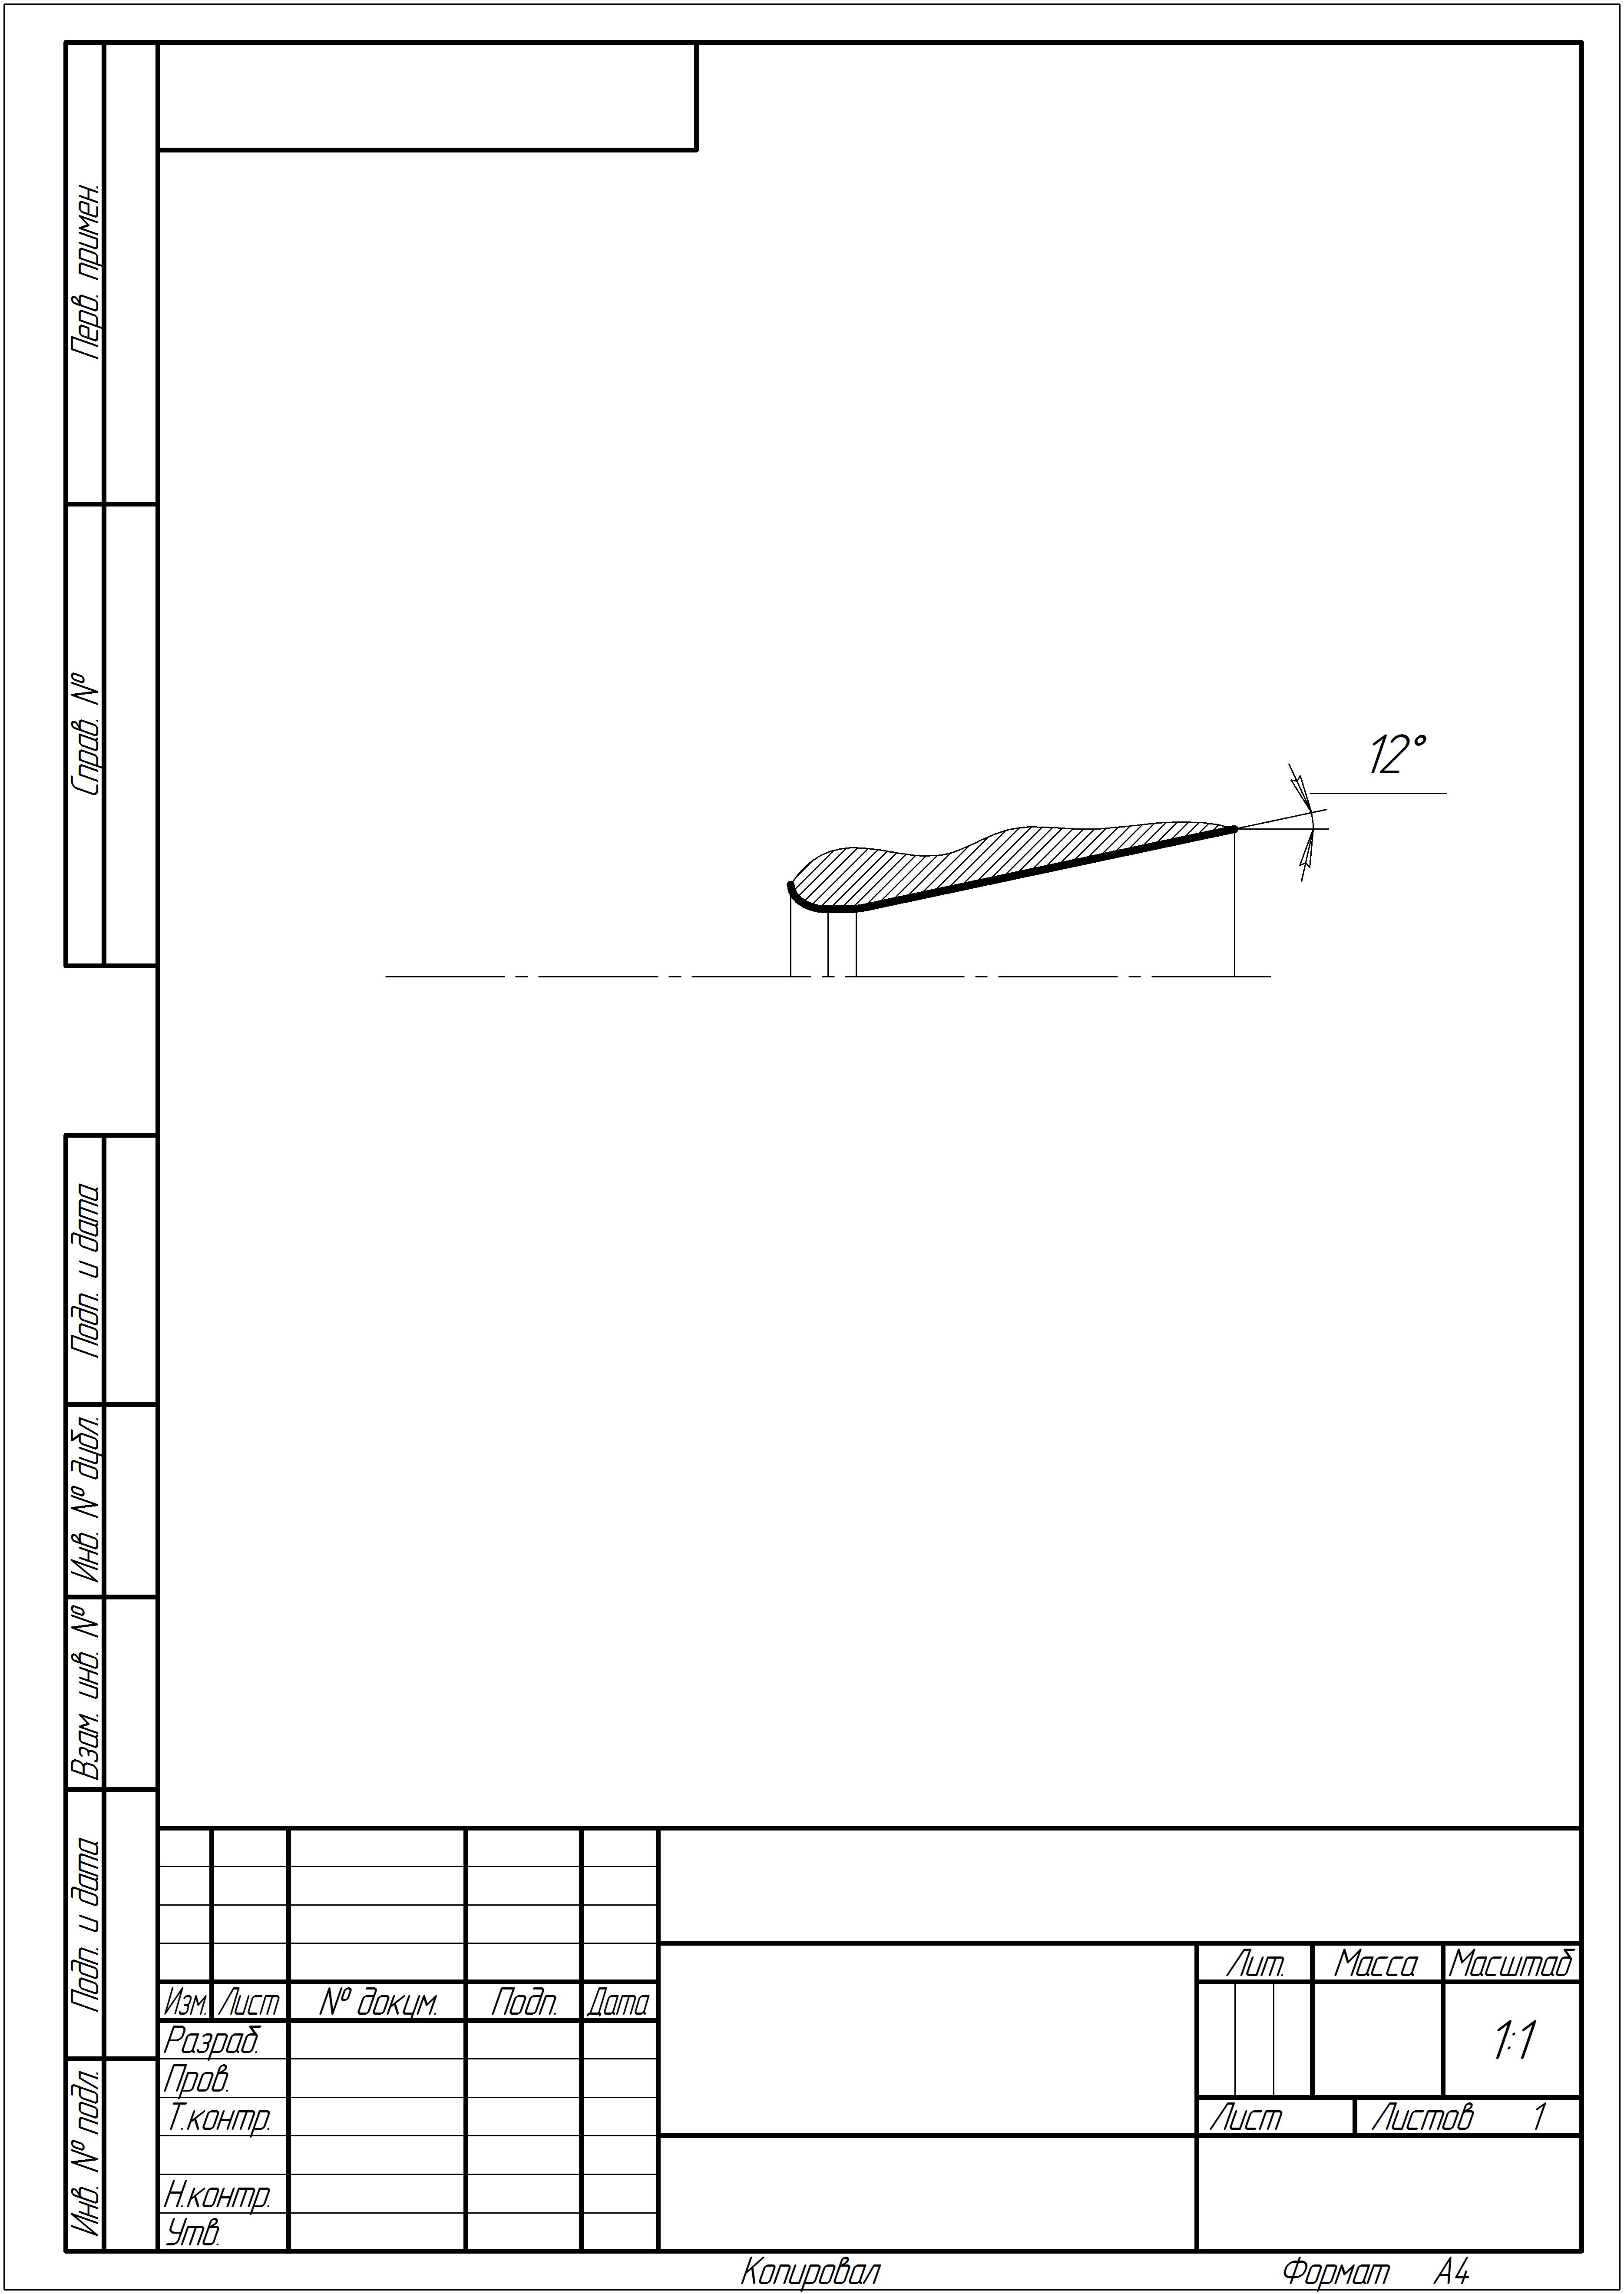 Перв. примен.
Справ. №
12°
Подп. и дата
Инв. № дубл.
Взам. инв. №
Подп. и дата
Инв. № подл.
Изм. Лист № докум. Подп. Дата
Разраб.
Пров.
Т.контр.
Н.контр.
Утв.
Лит. Масса Масштаб
1:1
Лист Листов 1
Копировал Формат А4